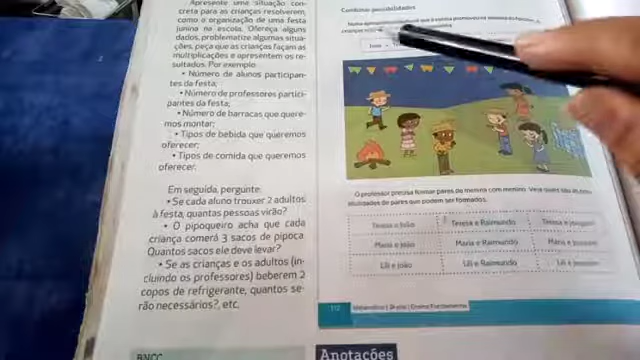 Apresente uma situação con-
creta para as crianças resolverem,
como a organização de uma festa
junina na escola. Ofereça alguns
dados, problematize algumas situa-
ções, peça que as crianças façam as
multiplicações e apresentem os re-
sultados. Por exemplo:
• Número de alunos participan-
tes da festa;
• Número de professores partici-
pantes da festa;
• Número de barracas que quere-
mos montar;
• Tipos de bebida que queremos
oferecer;
• Tipos de comida que queremos
oferecer.
Em seguida, pergunte:
• Se cada aluno trouxer 2 adultos
à festa, quantas pessoas virão?
• O pipoqueiro acha que cada
criança comerá 3 sacos de pipoca.
Quantos sacos ele deve levar?
• Se as crianças e os adultos (in-
cluindo os professores) beberem 2
copos de refrigerante, quantos se-
rão necessários?, etc.
BNCC
Combinar possibilidades
O professor precisa formar pares de menina com menino. Veja quais são as
sibilidades de pares que podem ser formados.
Teresa e João Teresa e Raimundo Teresa e
Maria e João Maria e Raimundo Maria e
Lili e João Lili e Raimundo Lili e
112 Matemática | 3º ano | Ensino Fundamental
Anotações